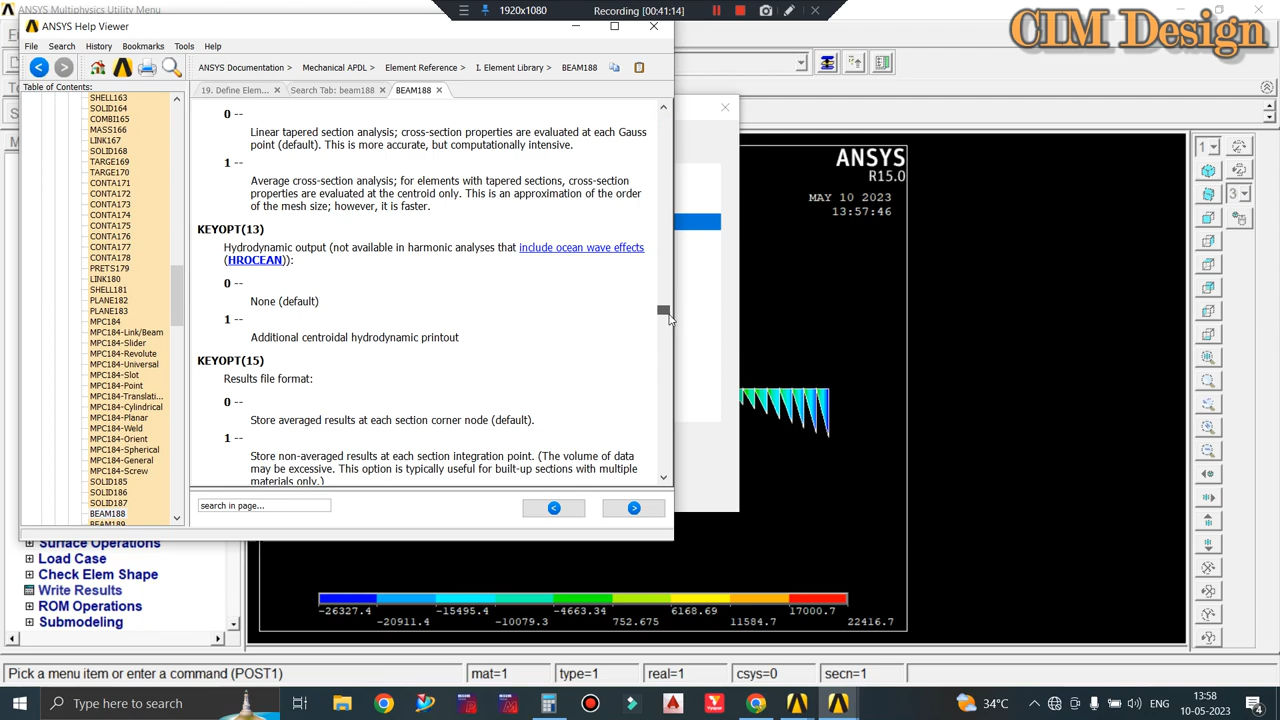 ANSYS Multiphysics Utility Menu
1920x1080
Recording [00:41:14]
CIM Design
ANSYS Help Viewer
File Search History Bookmarks Tools Help
ANSYS Documentation > Mechanical APDL > Element Reference > I. Element Library > BEAM188
Table of Contents:
19. Define Elem...
Search Tab: beam188
BEAM188
SHELL163
SOLID164
COMBI165
MASS166
LINK167
SOLID168
TARGE169
TARGE170
CONTA171
CONTA172
CONTA173
CONTA174
CONTA175
CONTA176
CONTA177
CONTA178
PRETS179
LINK180
SHELL181
PLANE182
PLANE183
MPC184
MPC184-Link/Beam
MPC184-Slider
MPC184-Revolute
MPC184-Universal
MPC184-Slot
MPC184-Point
MPC184-Translati...
MPC184-Cylindrical
MPC184-Planar
MPC184-Weld
MPC184-Orient
MPC184-Spherical
MPC184-General
MPC184-Screw
SOLID185
SOLID186
SOLID187
BEAM188
BEAM189
0 --
Linear tapered section analysis; cross-section properties are evaluated at each Gauss
point (default). This is more accurate, but computationally intensive.
1 --
Average cross-section analysis; for elements with tapered sections, cross-section
properties are evaluated at the centroid only. This is an approximation of the order
of the mesh size; however, it is faster.
KEYOPT(13)
Hydrodynamic output (not available in harmonic analyses that include ocean wave effects
(HROCEAN)):
0 --
None (default)
1 --
Additional centroidal hydrodynamic printout
KEYOPT(15)
Results file format:
0 --
Store averaged results at each section corner node (default).
1 --
Store non-averaged results at each section integration point. (The volume of data
may be excessive. This option is typically useful for built-up sections with multiple
materials only.)
search in page...
ANSYS
R15.0
MAY 10 2023
13:57:46
1
3
Surface Operations
Load Case
Check Elem Shape
Write Results
ROM Operations
Submodeling
-26327.4 -15495.4 -4663.34 6168.69 17000.7
-20911.4 -10079.3 752.675 11584.7 22416.7
Pick a menu item or enter a command (POST1)
mat=1
type=1
real=1
csys=0
secn=1
Type here to search
34°C
ENG
13:58
10-05-2023